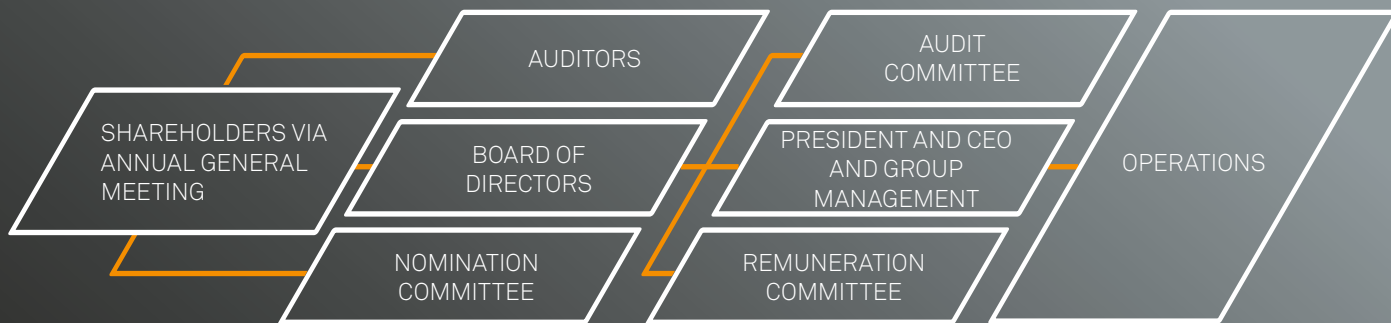 SHAREHOLDERS VIA
ANNUAL GENERAL
MEETING
AUDITORS
BOARD OF
DIRECTORS
NOMINATION
COMMITTEE
AUDIT
COMMITTEE
PRESIDENT AND CEO
AND GROUP
MANAGEMENT
REMUNERATION
COMMITTEE
OPERATIONS